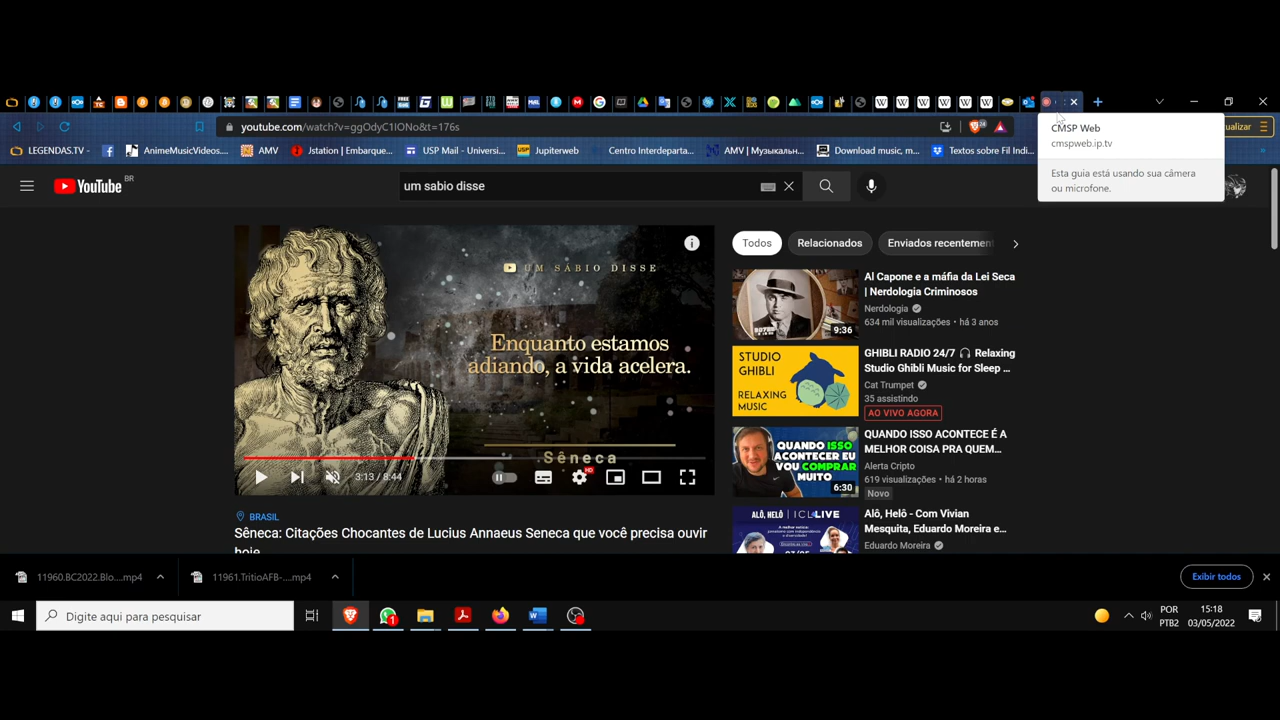 youtube.com/watch?v=ggOdyC1IONo&t=176s
ualizar
CMSP Web
cmspweb.ip.tv
Esta guia está usando sua câmera
ou microfone.
LEGENDAS.TV -
AnimeMusicVideos...
AMV
Jstation | Embarque...
USP Mail - Universi...
Jupiterweb
Centro Interdeparta...
AMV | Музыкальн...
Download music, m...
Textos sobre Fil Indi...
YouTube BR
um sabio disse
UM SÁBIO DISSE
Enquanto estamos
adiando, a vida acelera.
Sêneca
3:13 / 8:44
HD
BRASIL
Sêneca: Citações Chocantes de Lucius Annaeus Seneca que você precisa ouvir
hoje
Todos
Relacionados
Enviados recentement
Al Capone e a máfia da Lei Seca
| Nerdologia Criminosos
Nerdologia
634 mil visualizações • há 3 anos
9:36
STUDIO
GHIBLI
RELAXING
MUSIC
GHIBLI RADIO 24/7 🎧 Relaxing
Studio Ghibli Music for Sleep ...
Cat Trumpet
35 assistindo
AO VIVO AGORA
QUANDO ISSO
ACONTECER EU
VOU COMPRAR
MUITO
6:30
QUANDO ISSO ACONTECE É A
MELHOR COISA PRA QUEM...
Alerta Cripto
619 visualizações • há 2 horas
Novo
ALÔ, HELÔ | ICL LIVE
Alô, Helô - Com Vivian
Mesquita, Eduardo Moreira e...
Eduardo Moreira
11960.BC2022.Blo....mp4
11961.TritioAFB-....mp4
Exibir todos
Digite aqui para pesquisar
POR
PTB2
15:18
03/05/2022